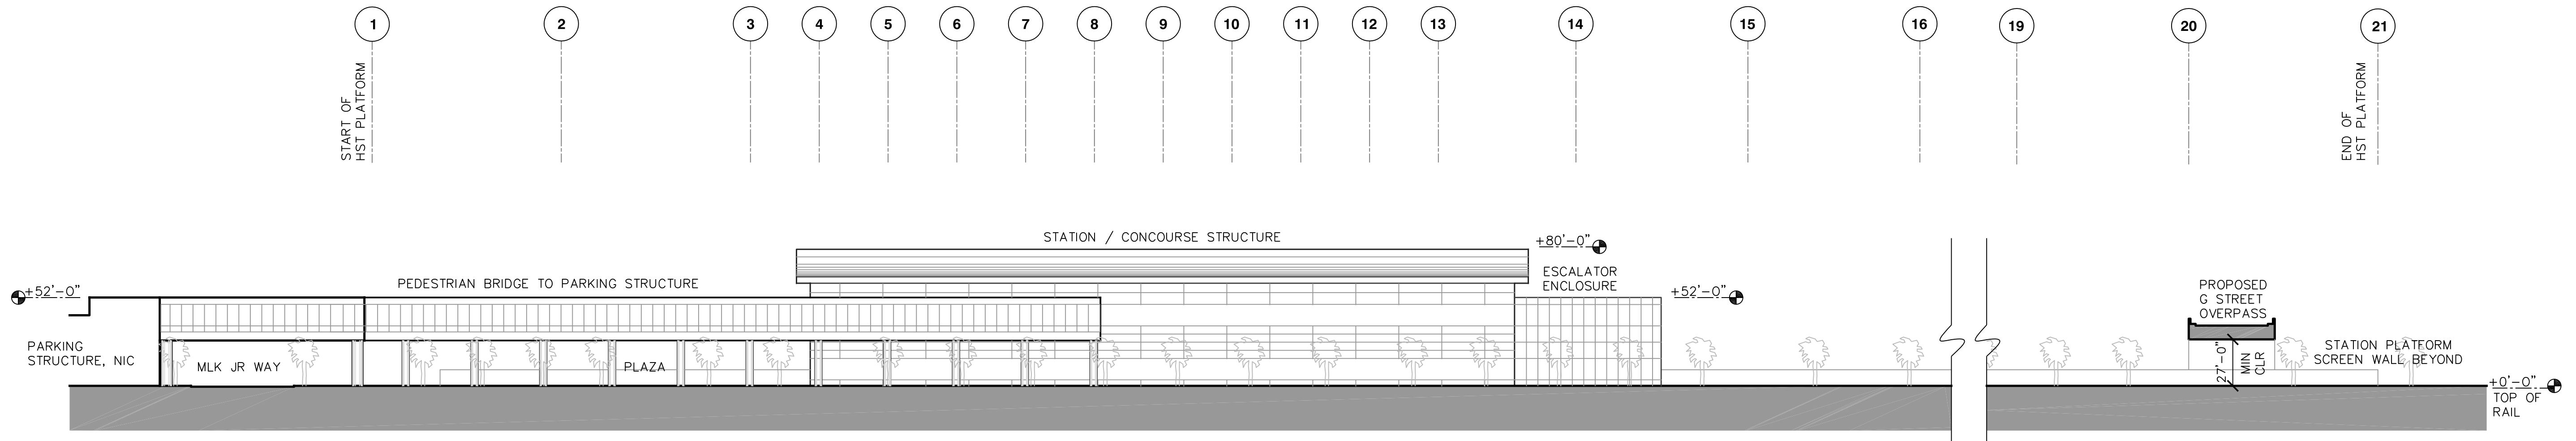 1
2
3
4
5
6
7
8
9
10
11
12
13
14
15
16
19
20
21
START OF
HST PLATFORM
END OF
HST PLATFORM
STATION / CONCOURSE STRUCTURE
+80'-0"
PEDESTRIAN BRIDGE TO PARKING STRUCTURE
ESCALATOR
ENCLOSURE
+52'-0"
+52'-0"
PROPOSED
G STREET
OVERPASS
PARKING
STRUCTURE, NIC
MLK JR WAY
PLAZA
27'-0"
MIN
CLR
STATION PLATFORM
SCREEN WALL BEYOND
+0'-0"
TOP OF
RAIL